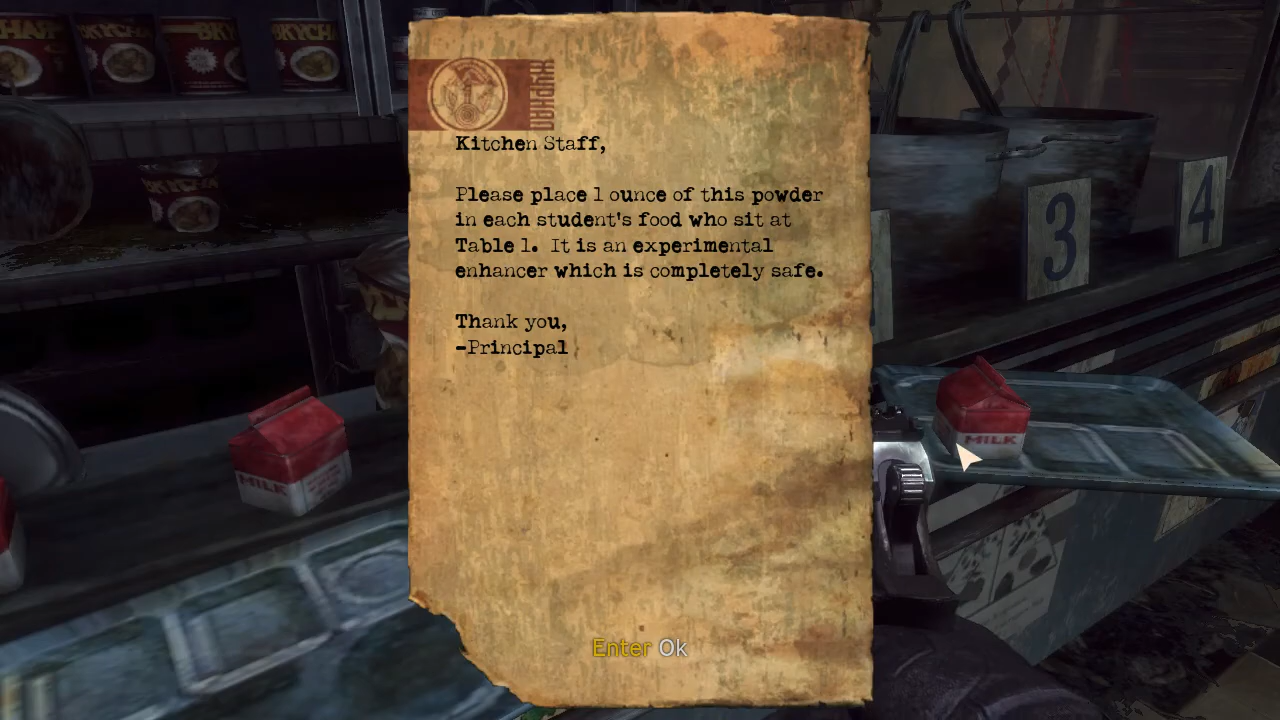 Kitchen Staff,
Please place 1 ounce of this powder
in each student's food who sit at
Table 1. It is an experimental
enhancer which is completely safe.
Thank you,
-Principal
Enter Ok
MILK
MILK
3
4